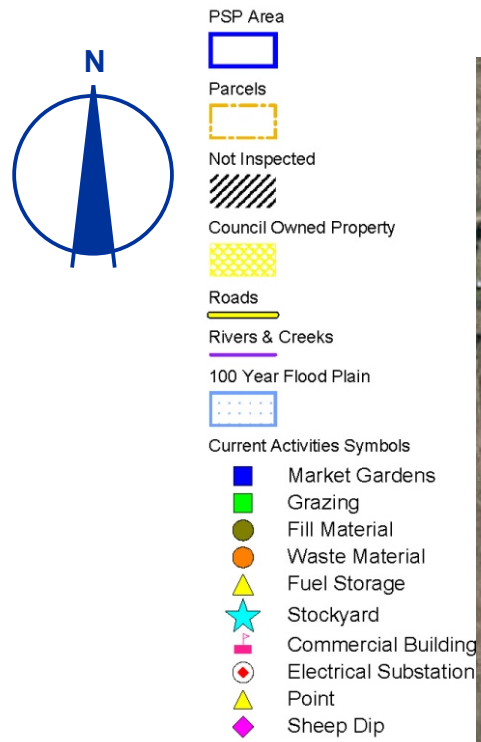 PSP Area
N
Parcels
Not Inspected
Council Owned Property
Roads
Rivers & Creeks
100 Year Flood Plain
Current Activities Symbols
Market Gardens
Grazing
Fill Material
Waste Material
Fuel Storage
Stockyard
Commercial Building
Electrical Substation
Point
Sheep Dip